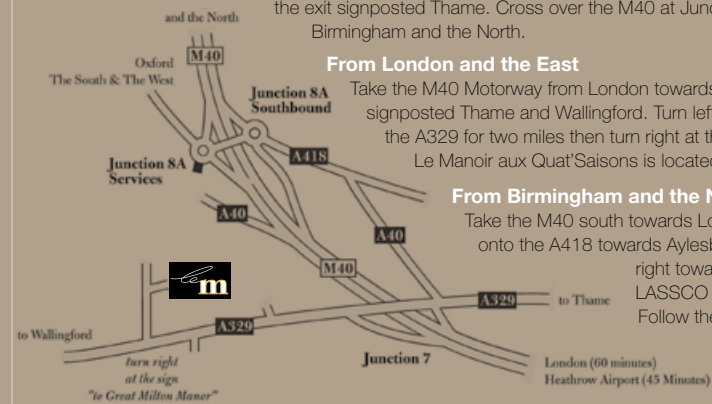 the exit signposted Thame. Cross over the M40 at Junc
Birmingham and the North.
From London and the East
Take the M40 Motorway from London towards
signposted Thame and Wallingford. Turn left
the A329 for two miles then turn right at th
Le Manoir aux Quat'Saisons is located
From Birmingham and the N
Take the M40 south towards Lo
onto the A418 towards Aylesb
right towa
LASSCO
Follow the
and the North
M40
Oxford
The South & The West
Junction 8A
Southbound
A418
Junction 8A
Services
A40
A40
M40
le m
A329
to Thame
A329
to Wallingford
turn right
at the sign
"to Great Milton Manor"
Junction 7
London (60 minutes)
Heathrow Airport (45 Minutes)